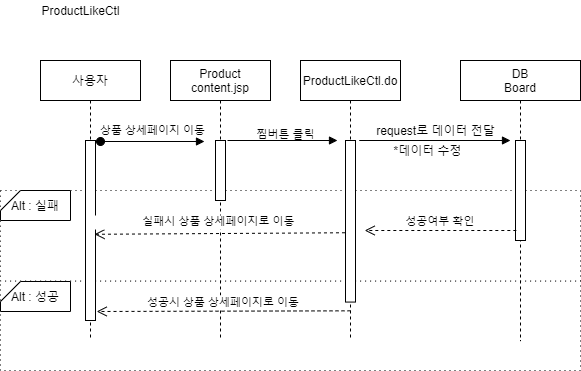 ProductLikeCtl
사용자
Product
content.jsp
ProductLikeCtl.do
DB
Board
상품 상세페이지 이동
찜버튼 클릭
request로 데이터 전달
*데이터 수정
Alt : 실패
실패시 상품 상세페이지로 이동
성공여부 확인
Alt : 성공
성공시 상품 상세페이지로 이동